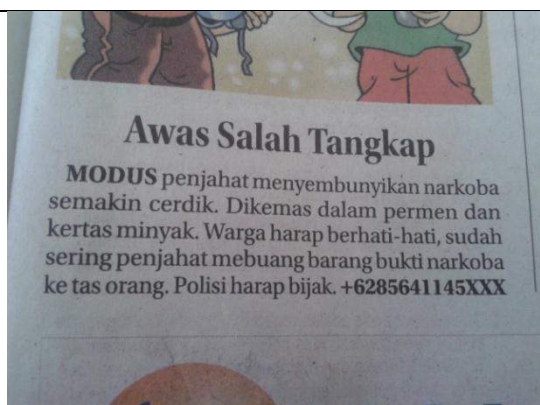 Awas Salah Tangkap
MODUS penjahat menyembunyikan narkoba
semakin cerdik. Dikemas dalam permen dan
kertas minyak. Warga harap berhati-hati, sudah
sering penjahat mebuang barang bukti narkoba
ke tas orang. Polisi harap bijak. +6285641145XXX